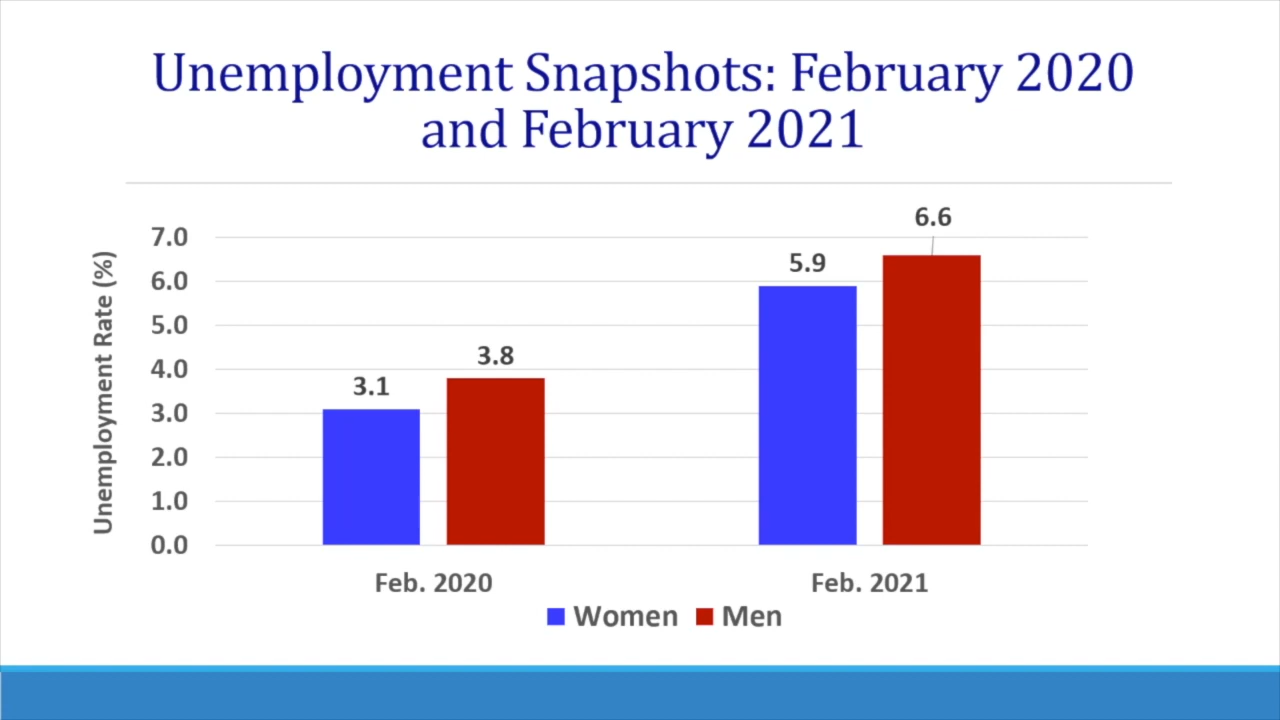 Unemployment Snapshots: February 2020
and February 2021
6.6
7.0
5.9
6.0
5.0
3.8
4.0
3.1
3.0
2.0
1.0
0.0
Unemployment Rate (%)
Feb. 2020 Feb. 2021
Women Men